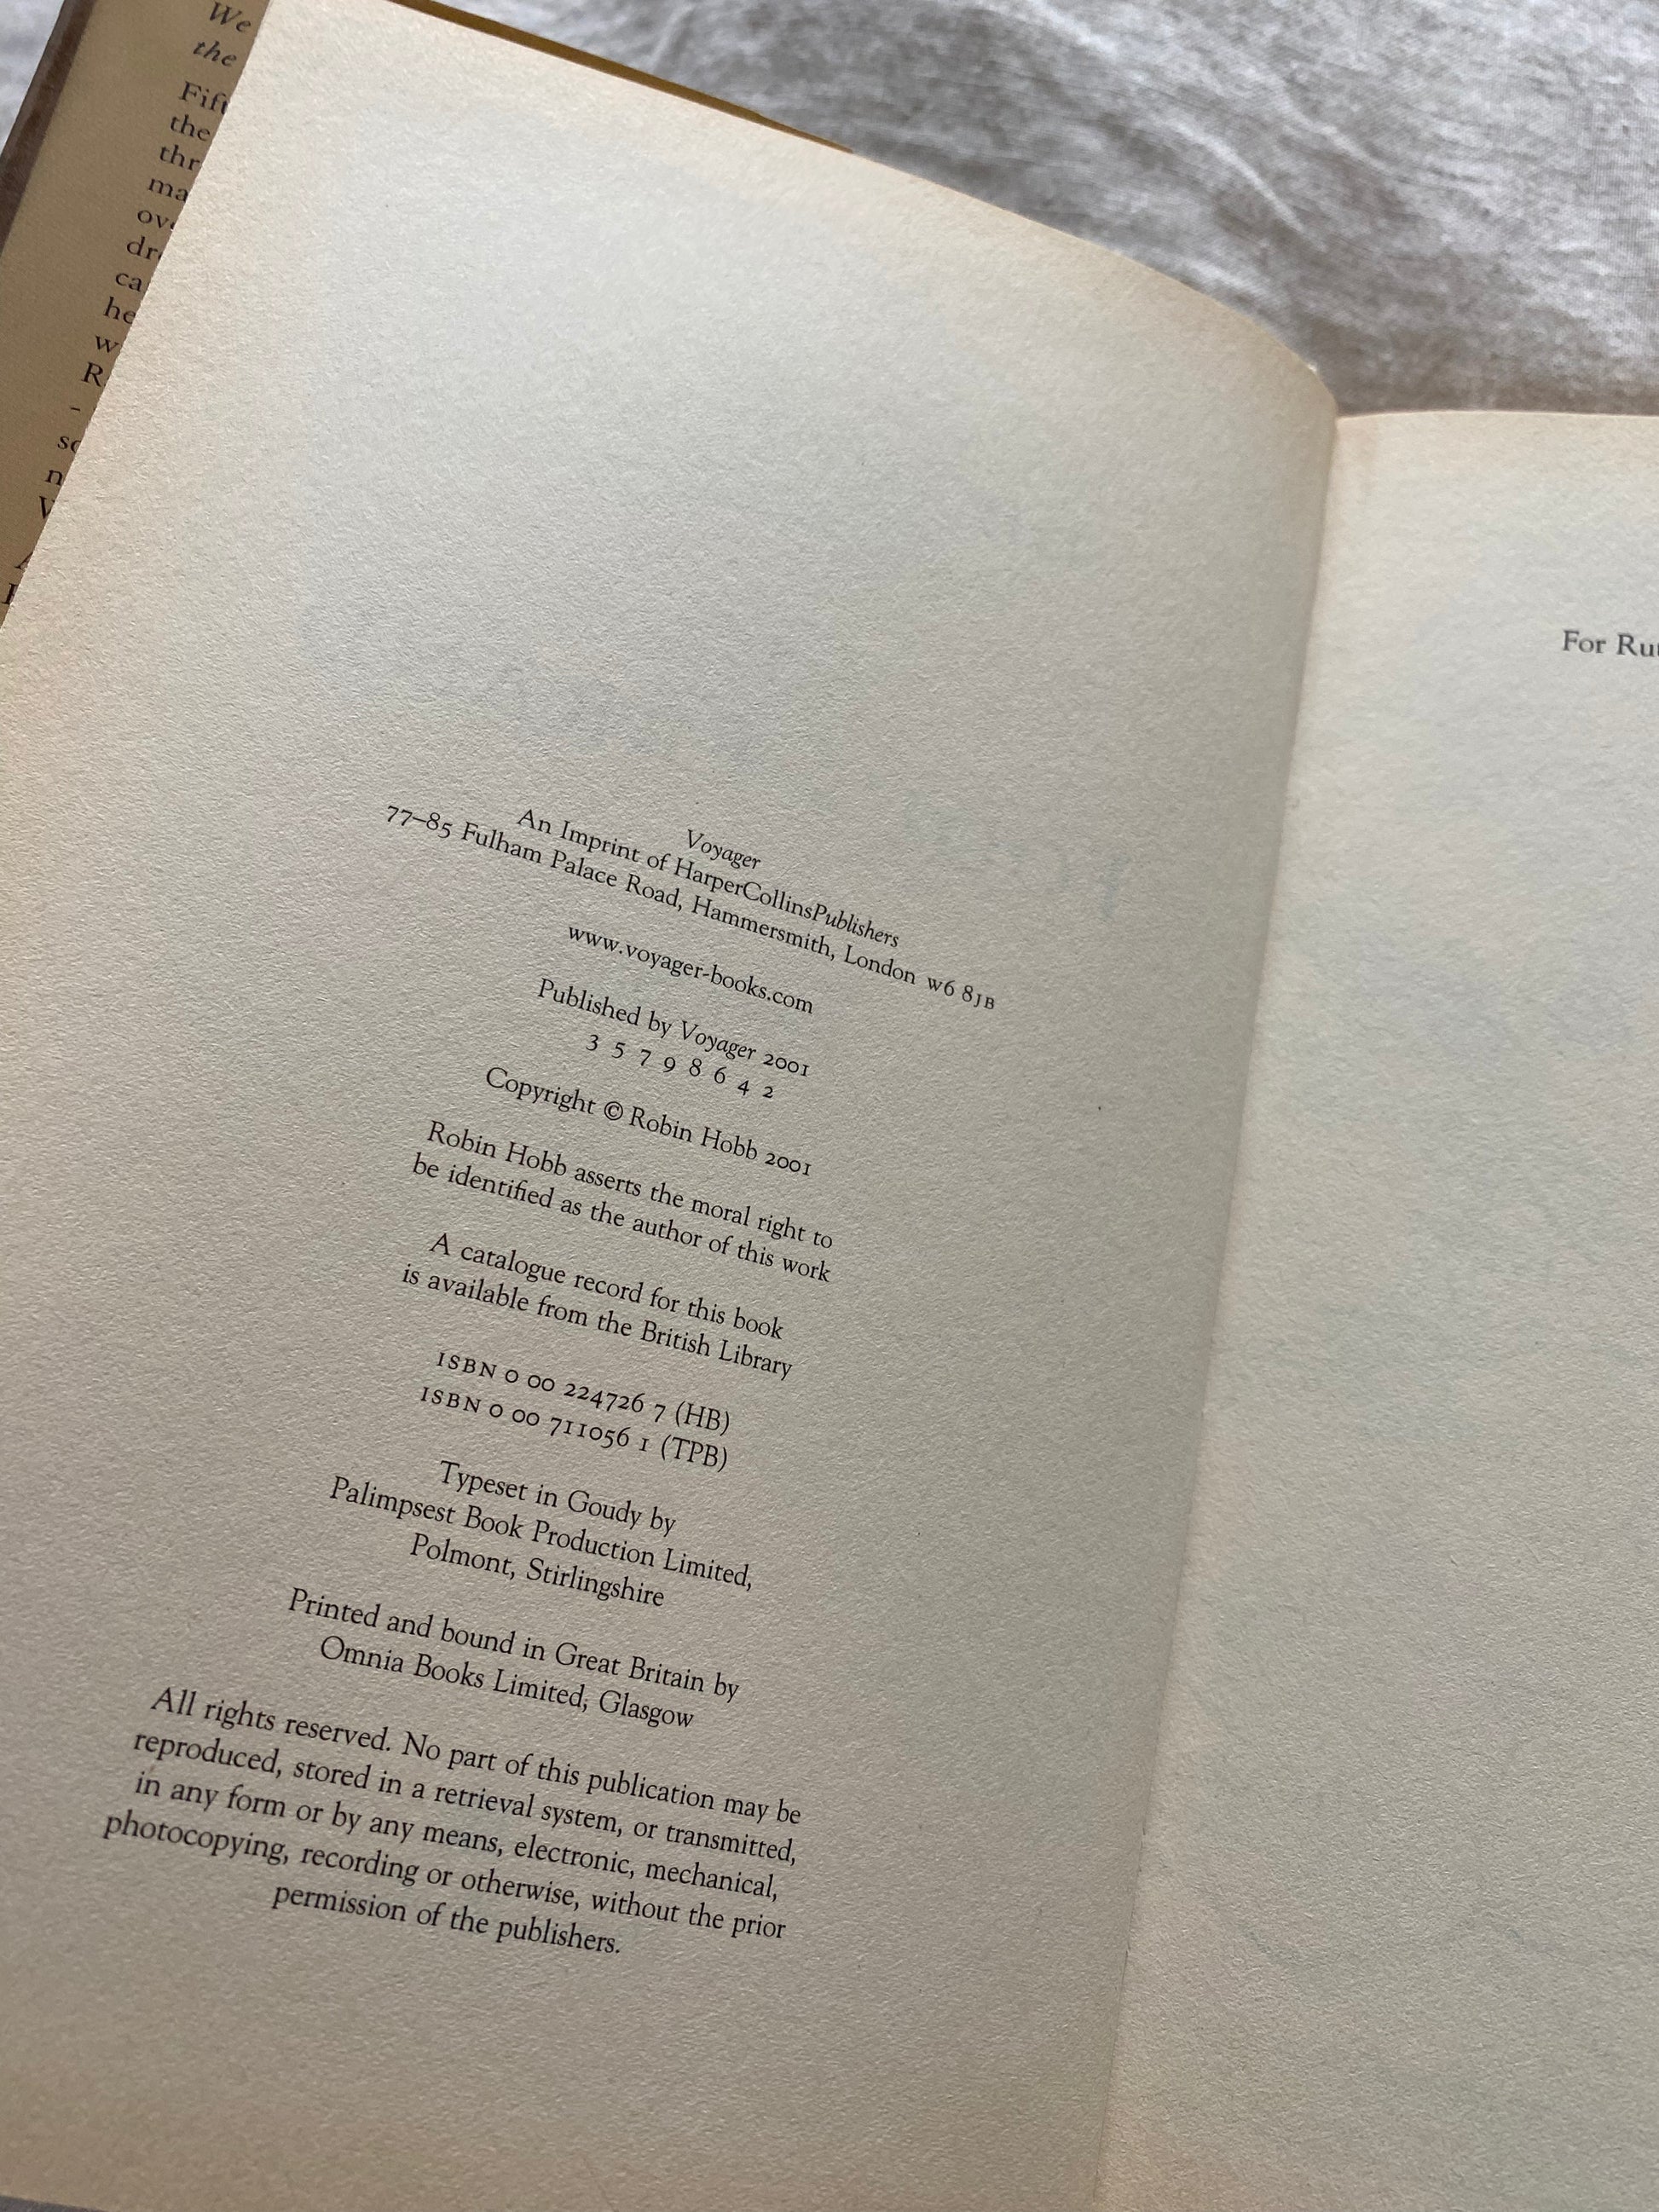 We
the
the
Voyager
An Imprint of HarperCollinsPublishers
77–85 Fulham Palace Road, Hammersmith, London W6 8JB
www.voyager-books.com
Published by Voyager 2001
3 5 7 9 8 6 4 2
Copyright © Robin Hobb 2001
Robin Hobb asserts the moral right to
be identified as the author of this work
A catalogue record for this book
is available from the British Library
ISBN 0 00 224726 7 (HB)
ISBN 0 00 711056 1 (TPB)
Typeset in Goudy by
Palimpsest Book Production Limited,
Polmont, Stirlingshire
Printed and bound in Great Britain by
Omnia Books Limited, Glasgow
All rights reserved. No part of this publication may be
reproduced, stored in a retrieval system, or transmitted,
in any form or by any means, electronic, mechanical,
photocopying, recording or otherwise, without the prior
permission of the publishers.
For